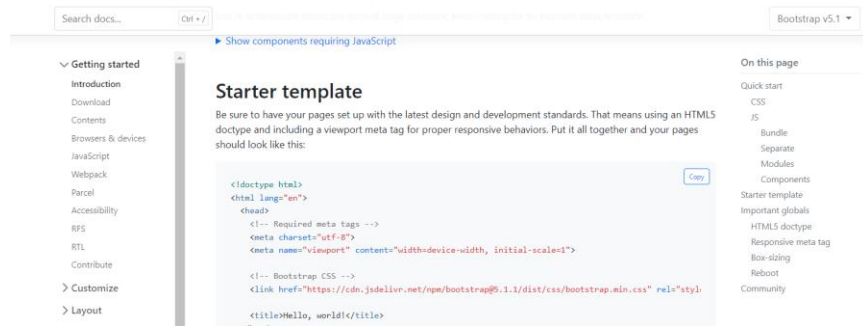 Search docs...
Ctrl + /
Bootstrap v5.1
Show components requiring JavaScript
Getting started
Introduction
Download
Contents
Browsers & devices
JavaScript
Webpack
Parcel
Accessibility
RFS
RTL
Contribute
Customize
Layout
Starter template
Be sure to have your pages set up with the latest design and development standards. That means using an HTML5
doctype and including a viewport meta tag for proper responsive behaviors. Put it all together and your pages
should look like this:
Copy
<!doctype html>
<html lang="en">
<head>
<!-- Required meta tags -->
<meta charset="utf-8">
<meta name="viewport" content="width=device-width, initial-scale=1">
<!-- Bootstrap CSS -->
<link href="https://cdn.jsdelivr.net/npm/bootstrap@5.1.1/dist/css/bootstrap.min.css" rel="styl
<title>Hello, world!</title>
On this page
Quick start
CSS
JS
Bundle
Separate
Modules
Components
Starter template
Important globals
HTML5 doctype
Responsive meta tag
Box-sizing
Reboot
Community